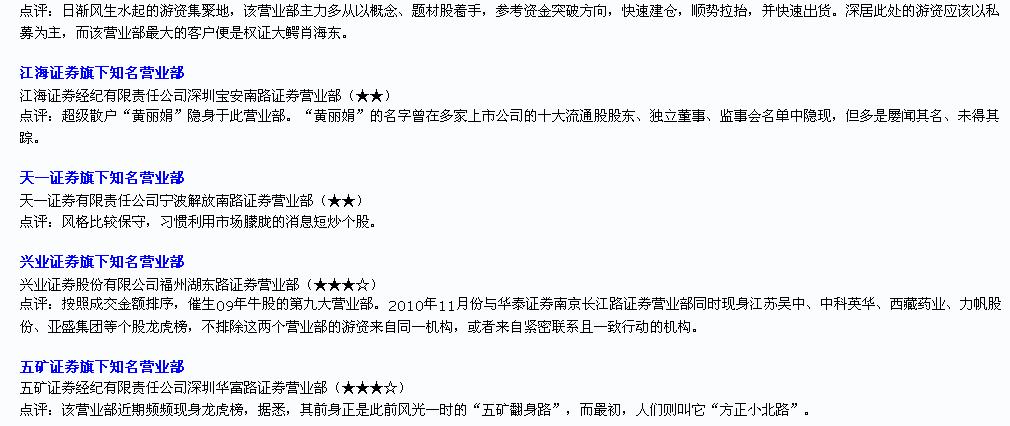 点评：日渐风生水起的游资集聚地，该营业部主力多从以概念、题材股着手，参考资金突破方向，快速建仓，顺势拉抬，并快速出货。深居此处的游资应该以私
募为主，而该营业部最大的客户便是权证大鳄肖海东。
江海证券旗下知名营业部
江海证券经纪有限责任公司深圳宝安南路证券营业部（★★）
点评：超级散户“黄丽娟”隐身于此营业部。“黄丽娟”的名字曾在多家上市公司的十大流通股股东、独立董事、监事会名单中隐现，但多是屡闻其名、未得其
踪。
天一证券旗下知名营业部
天一证券有限责任公司宁波解放南路证券营业部（★★）
点评：风格比较保守，习惯利用市场朦胧的消息短炒个股。
兴业证券旗下知名营业部
兴业证券股份有限公司福州湖东路证券营业部（★★★☆）
点评：按照成交金额排序，催生09年牛股的第九大营业部。2010年11月份与华泰证券南京长江路证券营业部同时现身江苏吴中、中科英华、西藏药业、力帆股
份、亚盛集团等个股龙虎榜，不排除这两个营业部的游资来自同一机构，或者来自紧密联系且一致行动的机构。
五矿证券旗下知名营业部
五矿证券经纪有限责任公司深圳华富路证券营业部（★★★☆）
点评：该营业部近期频频现身龙虎榜，据悉，其前身正是此前风光一时的“五矿翻身路”，而最初，人们则叫它“方正小北路”。